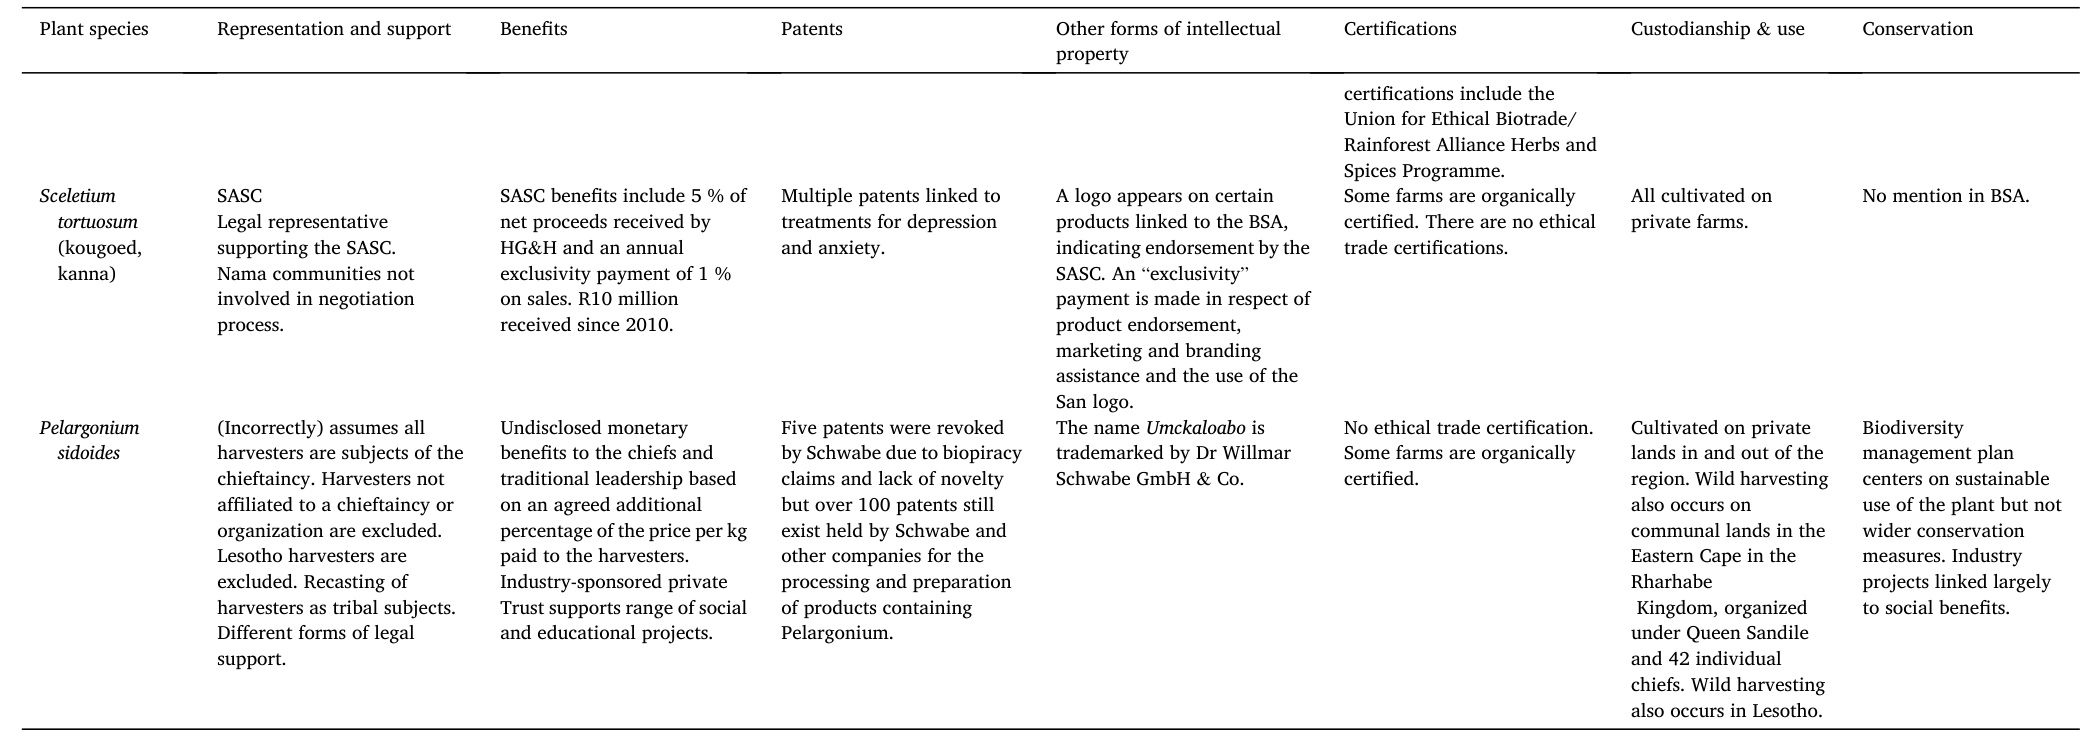 Plant species
Representation and support
Benefits
Patents
Other forms of intellectual
property
Certifications
Custodianship & use
Conservation
certifications include the
Union for Ethical Biotrade/
Rainforest Alliance Herbs and
Spices Programme.
Sceletium
tortuosum
(kougoed,
kanna)
SASC
Legal representative
supporting the SASC.
Nama communities not
involved in negotiation
process.
SASC benefits include 5 % of
net proceeds received by
HG&H and an annual
exclusivity payment of 1 %
on sales. R10 million
received since 2010.
Multiple patents linked to
treatments for depression
and anxiety.
A logo appears on certain
products linked to the BSA,
indicating endorsement by the
SASC. An “exclusivity”
payment is made in respect of
product endorsement,
marketing and branding
assistance and the use of the
San logo.
Some farms are organically
certified. There are no ethical
trade certifications.
All cultivated on
private farms.
No mention in BSA.
Pelargonium
sidoides
(Incorrectly) assumes all
harvesters are subjects of the
chieftaincy. Harvesters not
affiliated to a chieftaincy or
organization are excluded.
Lesotho harvesters are
excluded. Recasting of
harvesters as tribal subjects.
Different forms of legal
support.
Undisclosed monetary
benefits to the chiefs and
traditional leadership based
on an agreed additional
percentage of the price per kg
paid to the harvesters.
Industry-sponsored private
Trust supports range of social
and educational projects.
Five patents were revoked
by Schwabe due to biopiracy
claims and lack of novelty
but over 100 patents still
exist held by Schwabe and
other companies for the
processing and preparation
of products containing
Pelargonium.
The name Umckaloabo is
trademarked by Dr Willmar
Schwabe GmbH & Co.
No ethical trade certification.
Some farms are organically
certified.
Cultivated on private
lands in and out of the
region. Wild harvesting
also occurs on
communal lands in the
Eastern Cape in the
Rharhabe
Kingdom, organized
under Queen Sandile
and 42 individual
chiefs. Wild harvesting
also occurs in Lesotho.
Biodiversity
management plan
centers on sustainable
use of the plant but not
wider conservation
measures. Industry
projects linked largely
to social benefits.